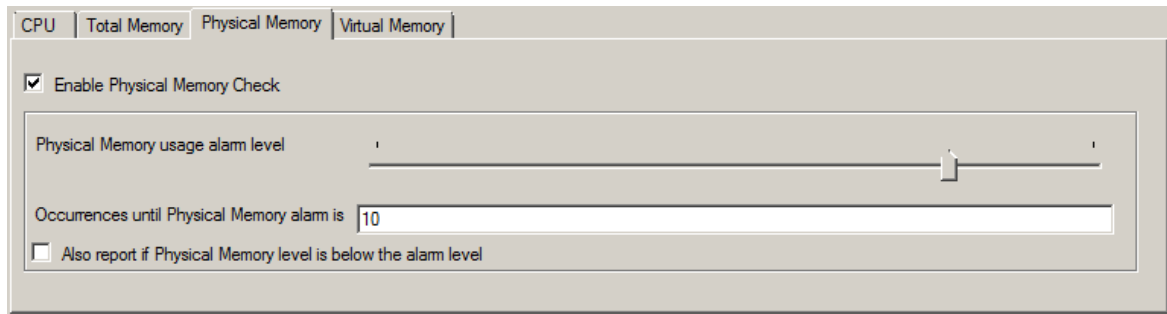 CPU Total Memory Physical Memory Virtual Memory
Enable Physical Memory Check
Physical Memory usage alarm level
Occurrences until Physical Memory alarm is 10
Also report if Physical Memory level is below the alarm level